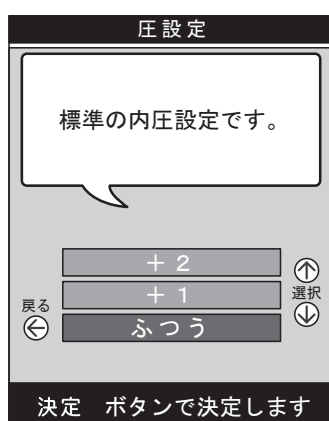 圧設定
標準の内圧設定です。
+2
+1
ふつう
戻る
選択
決定 ボタンで決定します